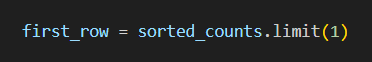 first_row = sorted_counts.limit(1)